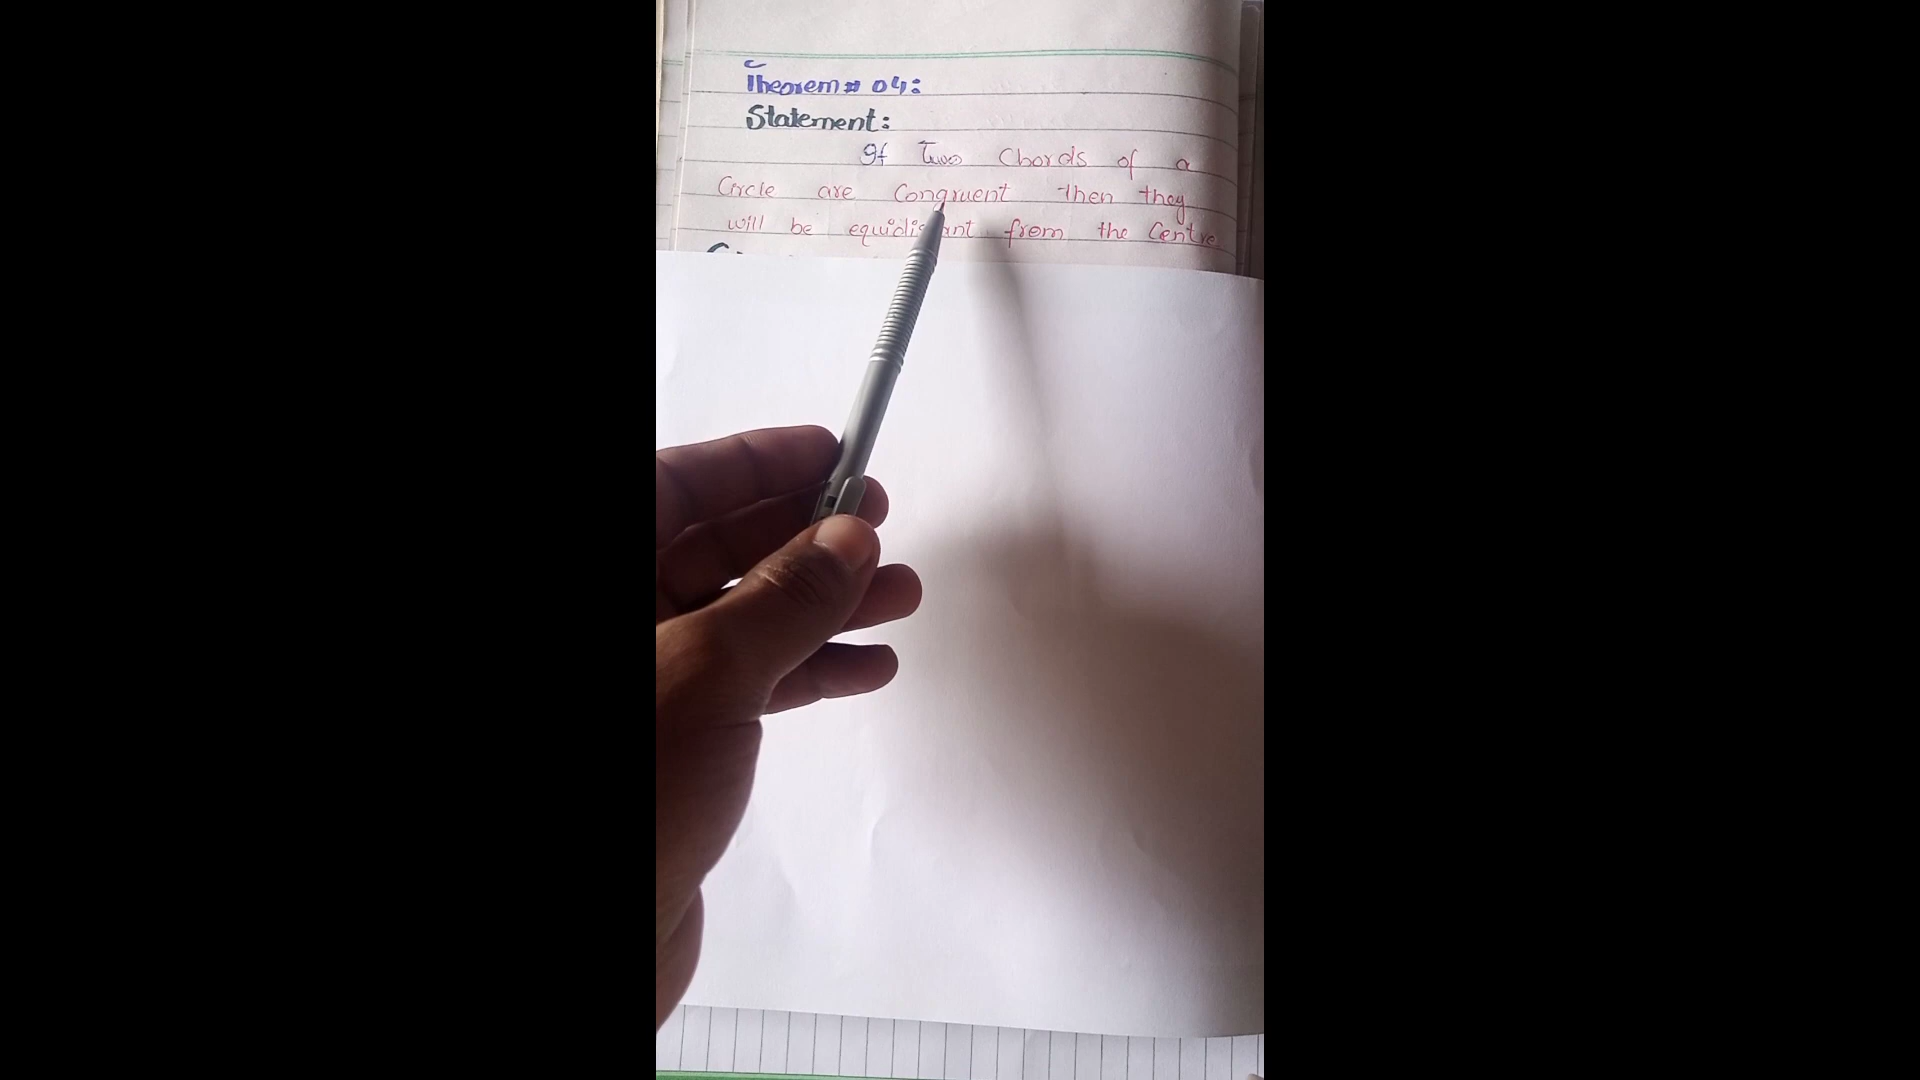 Theorem # 04:
Statement:
If Two Chords of a
Circle are Congruent then they
will be equidistant from the Centre